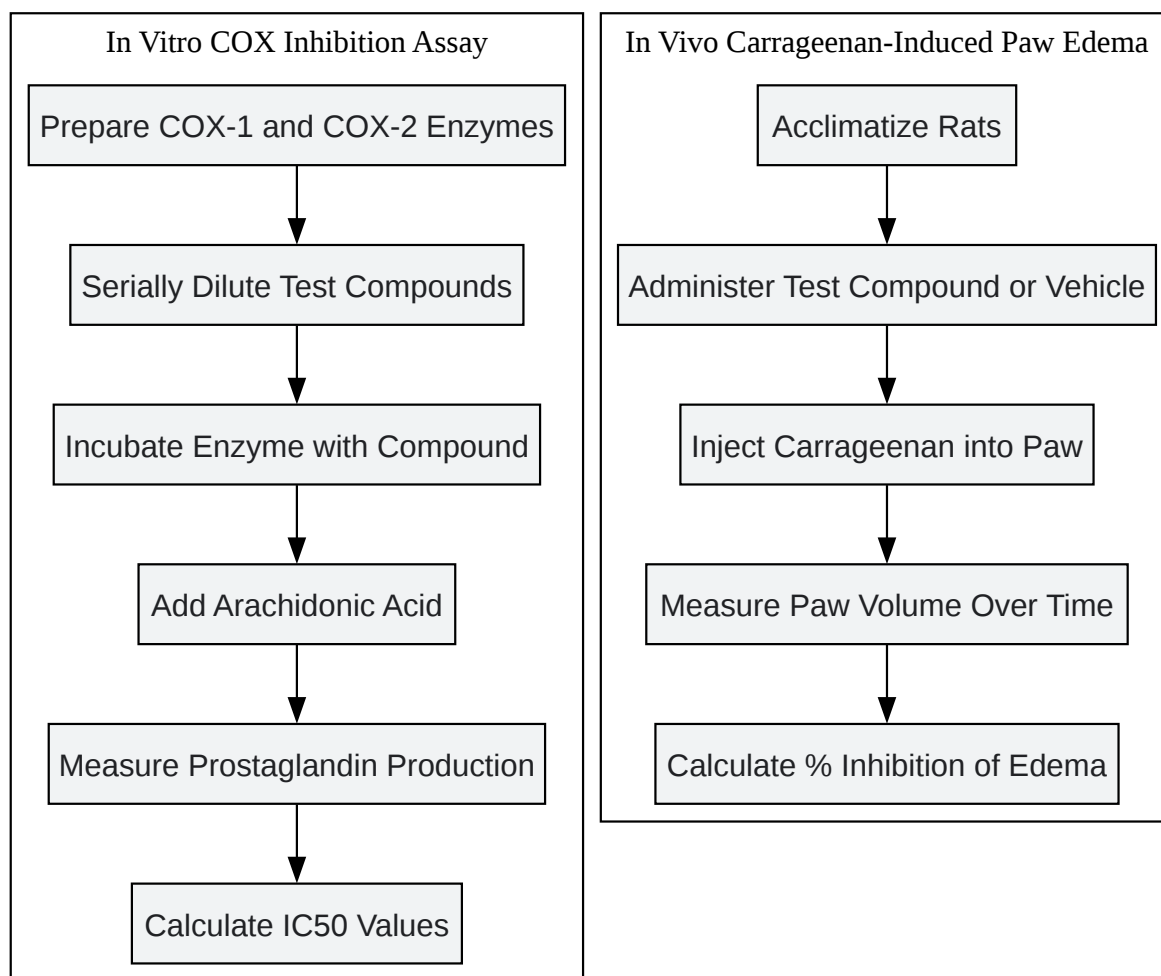 In Vitro COX Inhibition Assay
Prepare COX-1 and COX-2 Enzymes
Serially Dilute Test Compounds
Incubate Enzyme with Compound
Add Arachidonic Acid
Measure Prostaglandin Production
Calculate IC50 Values
In Vivo Carrageenan-Induced Paw Edema
Acclimatize Rats
Administer Test Compound or Vehicle
Inject Carrageenan into Paw
Measure Paw Volume Over Time
Calculate % Inhibition of Edema